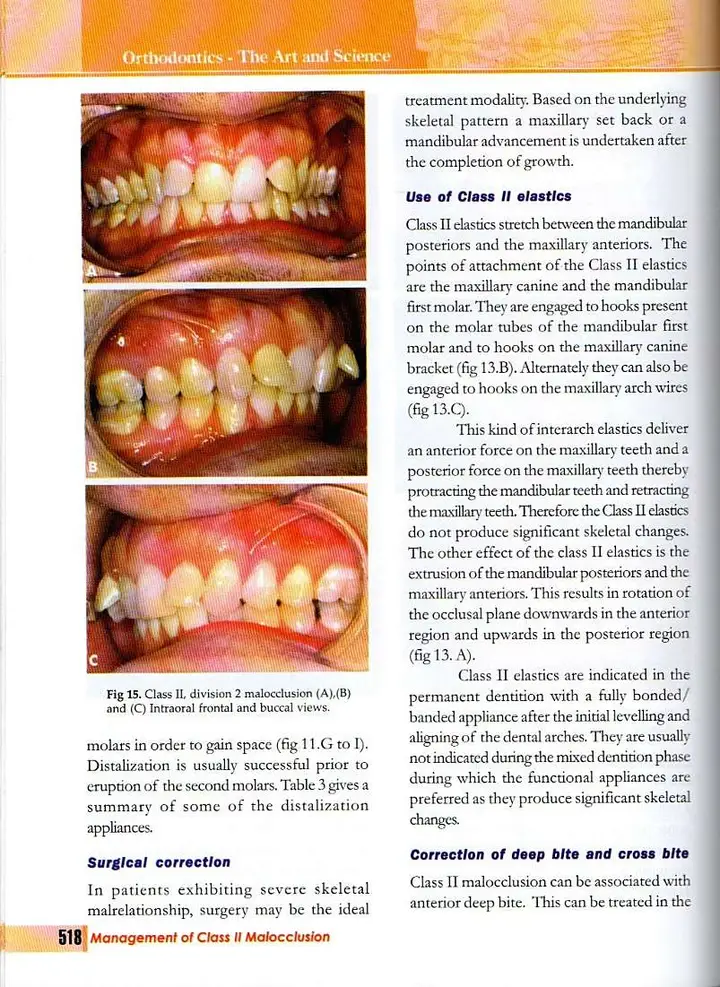 Orthodontics - The Art and Science
A
B
C
Fig 15. Class II, division 2 malocclusion (A),(B)
and (C) Intraoral frontal and buccal views.
molars in order to gain space (fig 11.G to I).
Distalization is usually successful prior to
eruption of the second molars. Table 3 gives a
summary of some of the distalization
appliances.
Surgical correction
In patients exhibiting severe skeletal
malrelationship, surgery may be the ideal
treatment modality. Based on the underlying
skeletal pattern a maxillary set back or a
mandibular advancement is undertaken after
the completion of growth.
Use of Class II elastics
Class II elastics stretch between the mandibular
posteriors and the maxillary anteriors. The
points of attachment of the Class II elastics
are the maxillary canine and the mandibular
first molar. They are engaged to hooks present
on the molar tubes of the mandibular first
molar and to hooks on the maxillary canine
bracket (fig 13.B). Alternately they can also be
engaged to hooks on the maxillary arch wires
(fig 13.C).
This kind of interarch elastics deliver
an anterior force on the maxillary teeth and a
posterior force on the maxillary teeth thereby
protracting the mandibular teeth and retracting
the maxillary teeth. Therefore the Class II elastics
do not produce significant skeletal changes.
The other effect of the class II elastics is the
extrusion of the mandibular posteriors and the
maxillary anteriors. This results in rotation of
the occlusal plane downwards in the anterior
region and upwards in the posterior region
(fig 13. A).
Class II elastics are indicated in the
permanent dentition with a fully bonded/
banded appliance after the initial levelling and
aligning of the dental arches. They are usually
not indicated during the mixed dentition phase
during which the functional appliances are
preferred as they produce significant skeletal
changes.
Correction of deep bite and cross bite
Class II malocclusion can be associated with
anterior deep bite. This can be treated in the
518 Management of Class II Malocclusion